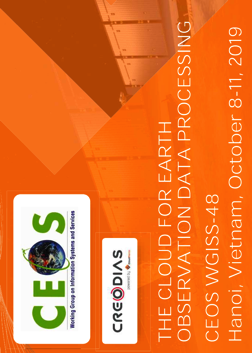 CEOS
Working Group on Information Systems and Services
CREODIAS
THE CLOUD FOR EARTH
OBSERVATION DATA PROCESSING
CEOS WGISS-48
Hanoi, Vietnam, October 8-11, 2019